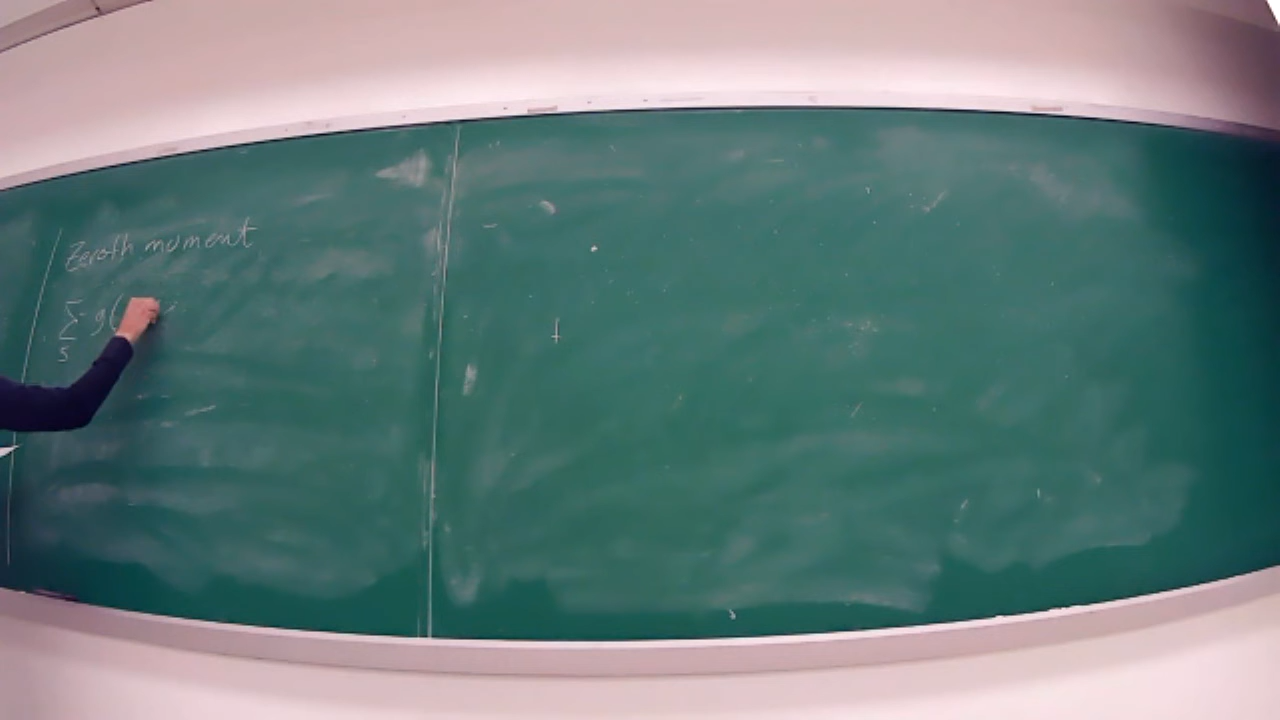 Zeroth moment
∑ g(
s